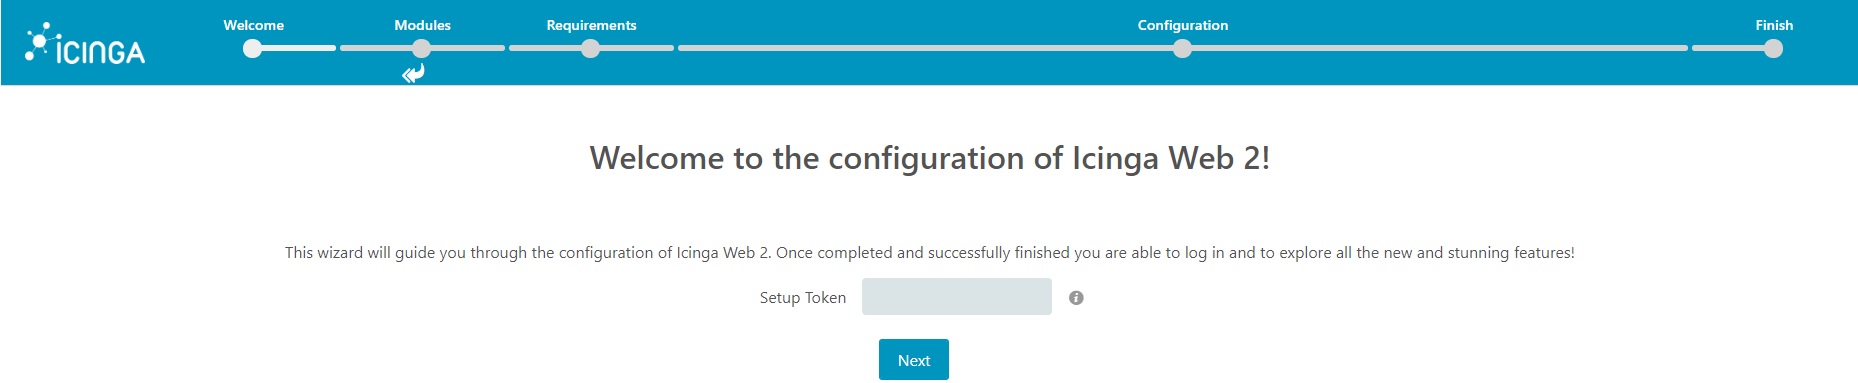 Welcome Modules Requirements Configuration Finish
ICINGA
Welcome to the configuration of Icinga Web 2!
This wizard will guide you through the configuration of Icinga Web 2. Once completed and successfully finished you are able to log in and to explore all the new and stunning features!
Setup Token
Next